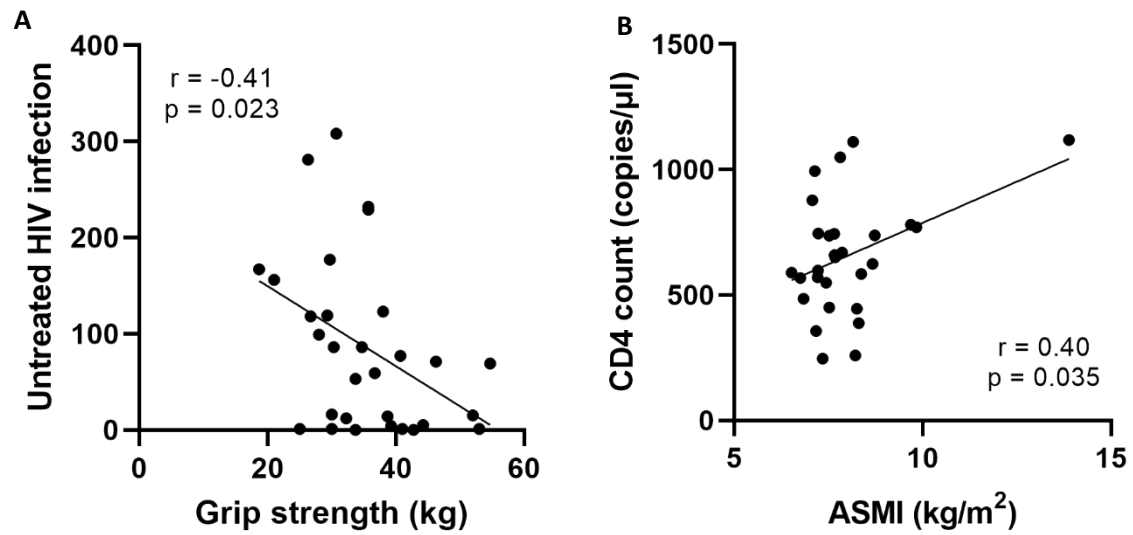 A
400
300
200
100
0
Untreated HIV infection
r = -0.41
p = 0.023
0
20
40
60
Grip strength (kg)
B
1500
1000
500
0
CD4 count (copies/µl)
r = 0.40
p = 0.035
5
10
15
ASMI (kg/m²)